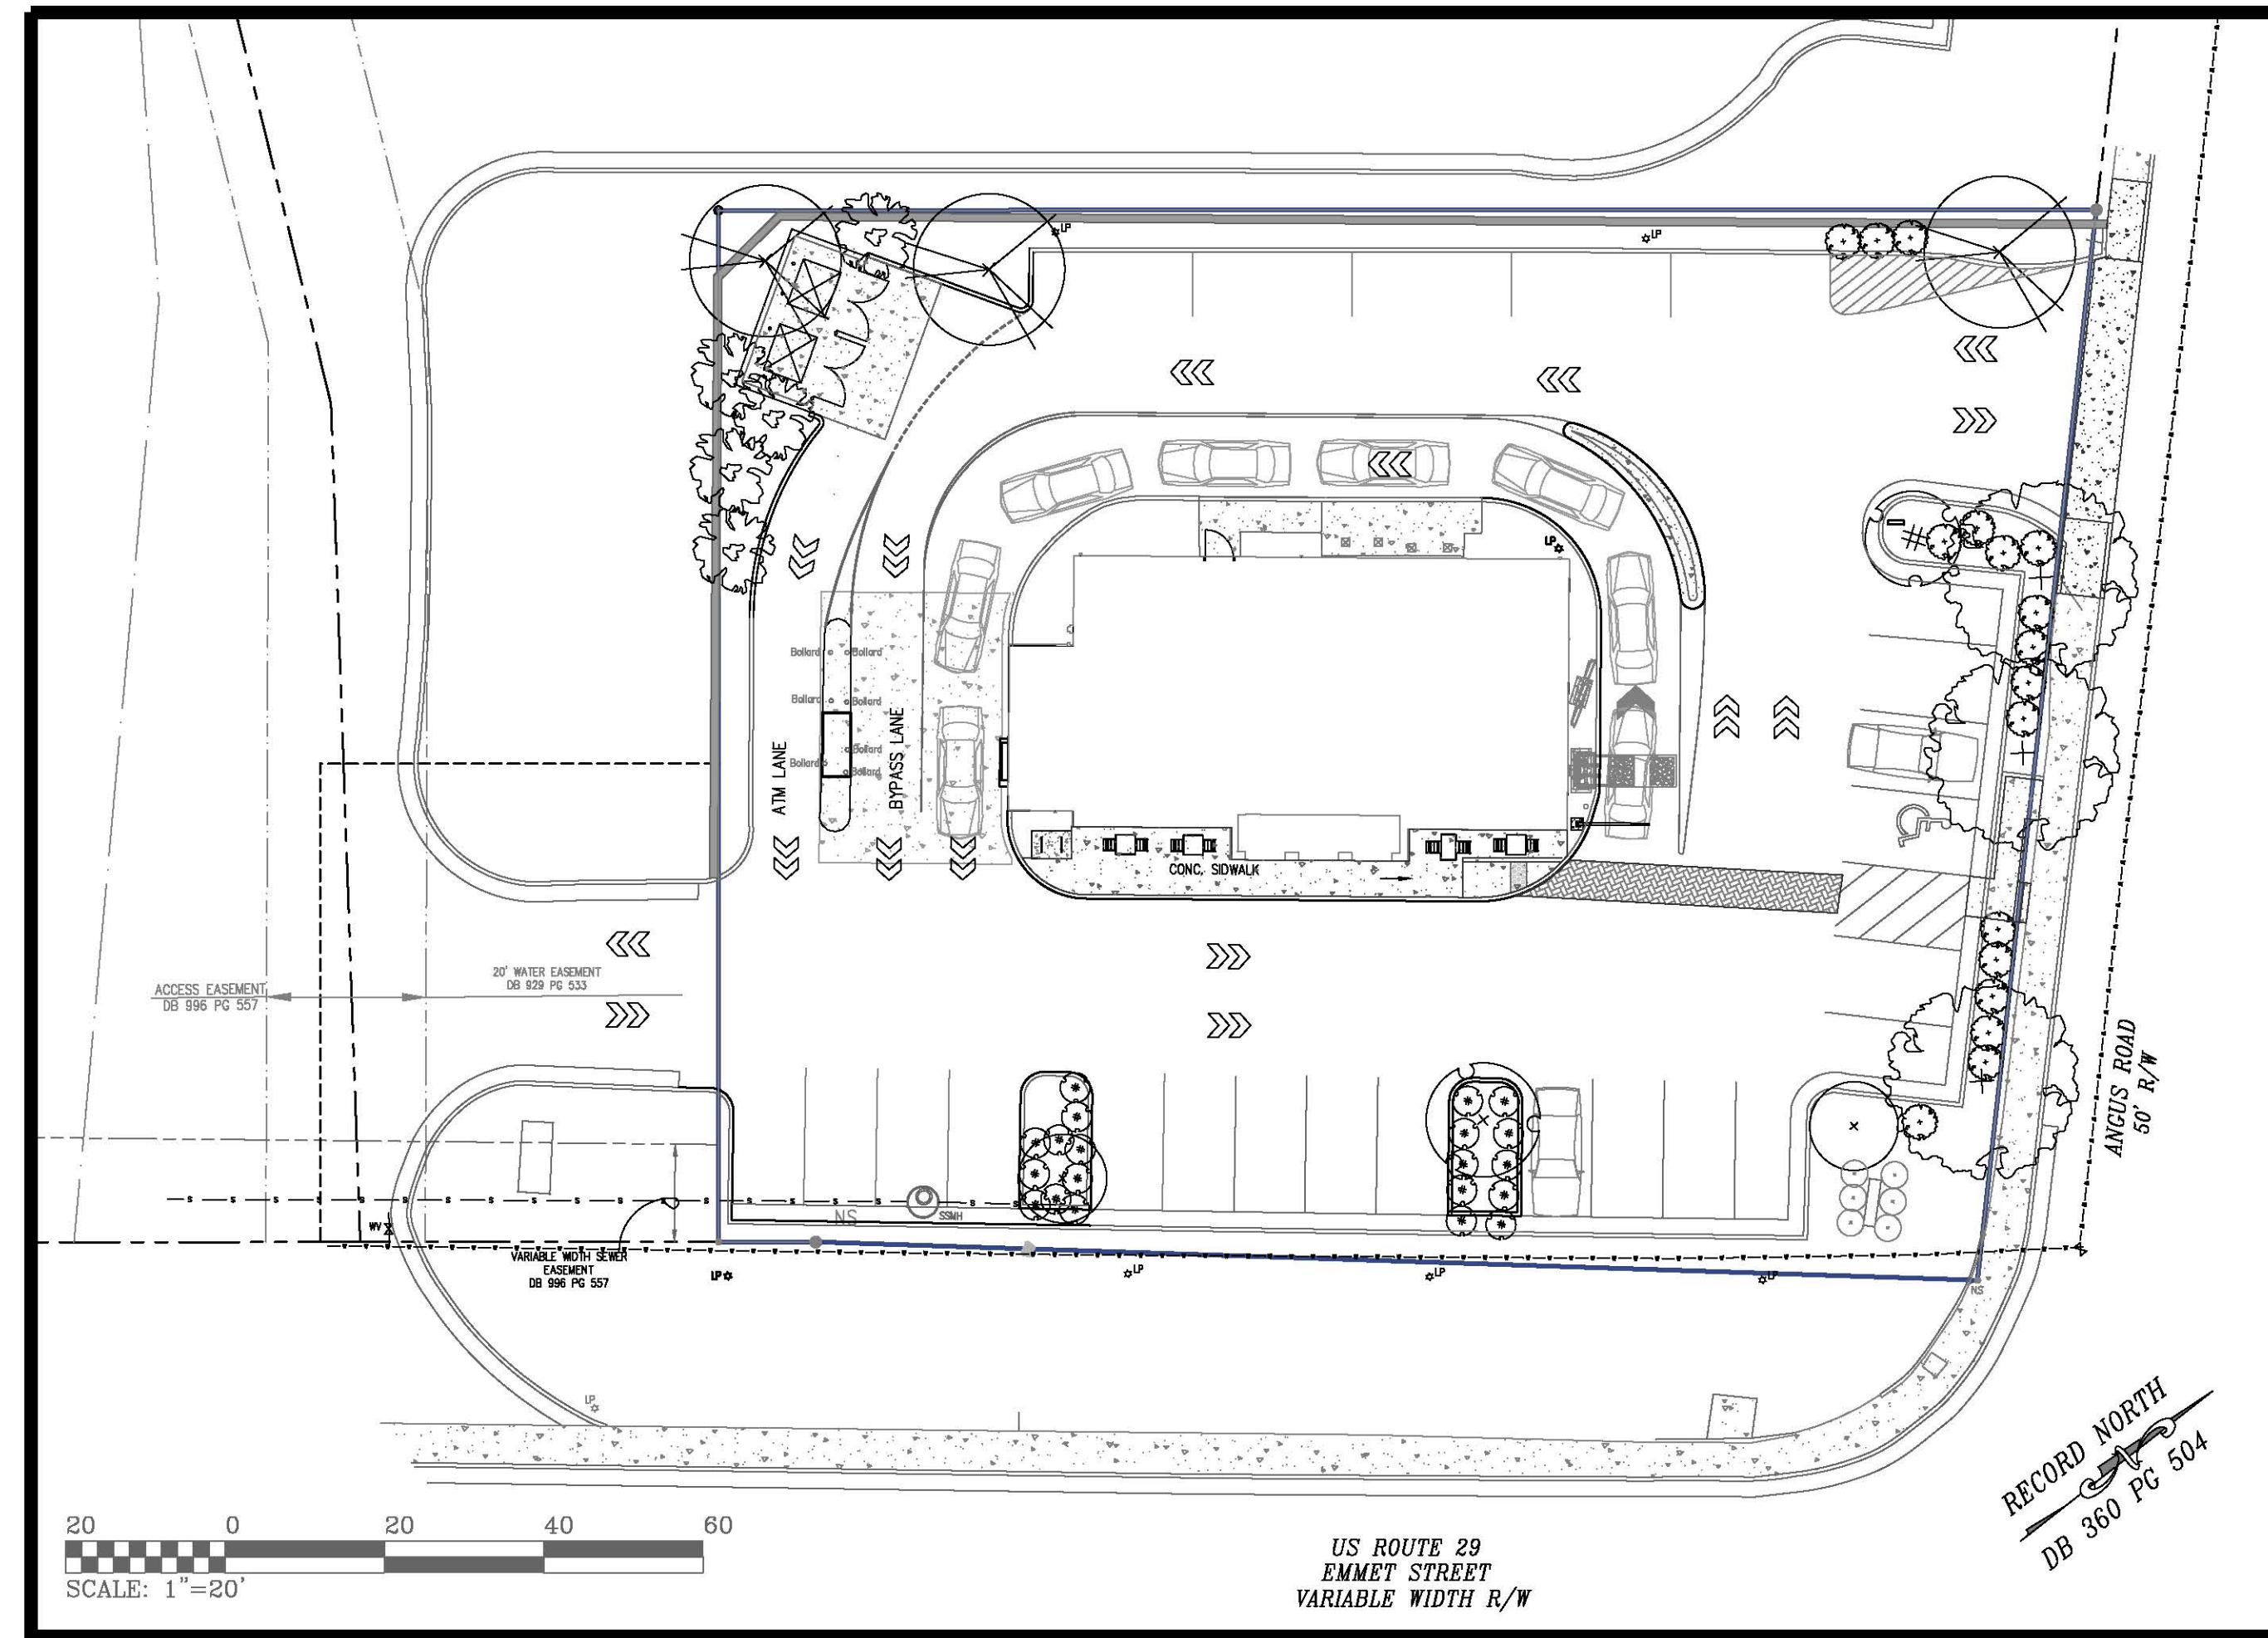 LP
LP
LP
Bollard
Bollard
Bollard
Bollard
Bollard
Bollard
Bollard
ATM LANE
BYPASS LANE
CONC. SIDWALK
20' WATER EASEMENT
DB 929 PG 533
ACCESS EASEMENT
DB 996 PG 557
ANGUS ROAD
50' R/W
S S S S S S S S S S S S S S S S S S S S
NS
SSMH
WV
VARIABLE WIDTH SEWER
EASEMENT
DB 996 PG 557
LP
LP
LP
LP
NS
LP
RECORD NORTH
DB 360 PG 504
20 0 20 40 60
SCALE: 1"=20'
US ROUTE 29
EMMET STREET
VARIABLE WIDTH R/W